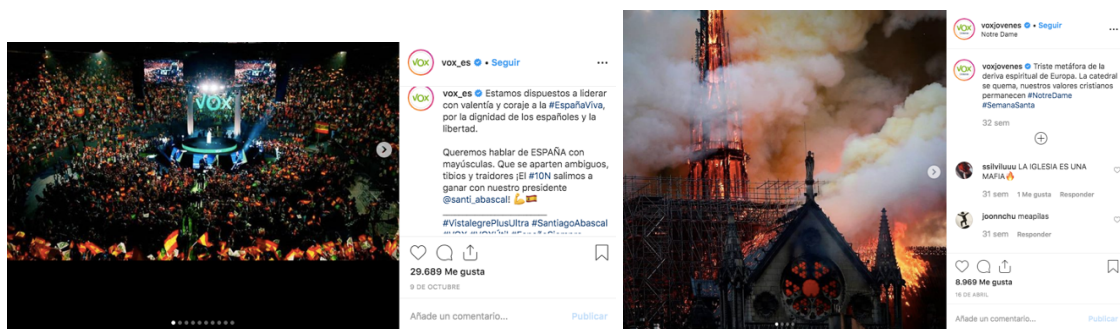 VOX
vox_es • Seguir
vox_es Estamos dispuestos a liderar
con valentía y coraje a la #EspañaViva,
por la dignidad de los españoles y la
libertad.
Queremos hablar de ESPAÑA con
mayúsculas. Que se aparten ambiguos,
tibios y traidores ¡El #10N salimos a
ganar con nuestro presidente
@santi_abascal! 💪🇪🇸
#VistalegrePlusUltra #SantiagoAbascal
29.689 Me gusta
9 DE OCTUBRE
Añade un comentario...
Publicar
voxjovenes • Seguir
Notre Dame
voxjovenes Triste metáfora de la
deriva espiritual de Europa. La catedral
se quema, nuestros valores cristianos
permanecen #NotreDame
#SemanaSanta
32 sem
ssilviluuu LA IGLESIA ES UNA
MAFIA🔥
31 sem 1 Me gusta Responder
joonnchu meapilas
31 sem Responder
8.969 Me gusta
16 DE ABRIL
Añade un comentario...
Publicar